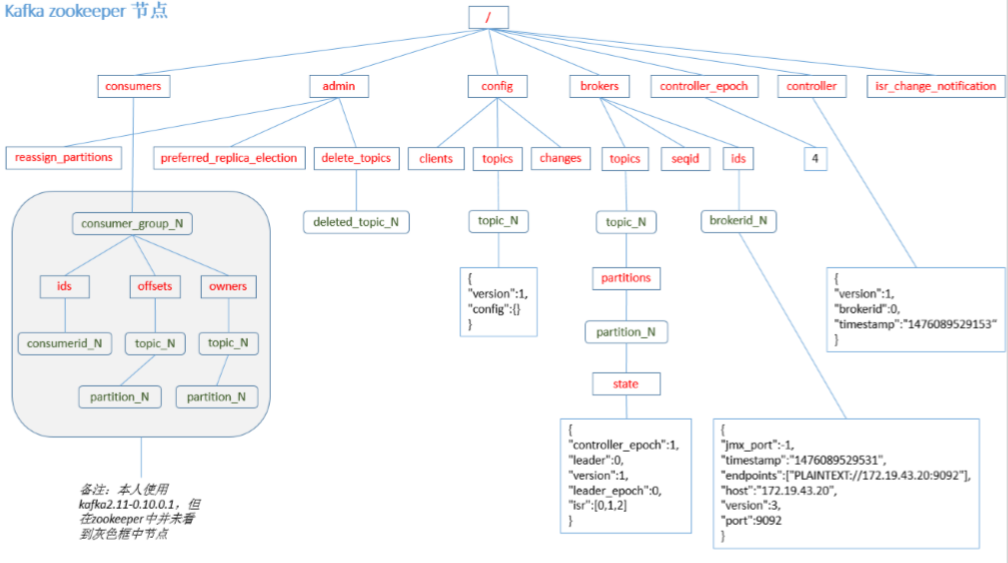 Kafka zookeeper 节点
/
consumers
admin
config
brokers
controller_epoch
controller
isr_change_notification
reassign_partitions
preferred_replica_election
delete_topics
clients
topics
changes
topics
seqid
ids
4
consumer_group_N
deleted_topic_N
topic_N
topic_N
brokerid_N
ids
offsets
owners
{
"version":1,
"config":{}
}
partitions
{
"version":1,
"brokerid":0,
"timestamp":"1476089529153"
}
consumerid_N
topic_N
topic_N
partition_N
partition_N
partition_N
state
{
"controller_epoch":1,
"leader":0,
"version":1,
"leader_epoch":0,
"isr":[0,1,2]
}
{
"jmx_port":-1,
"timestamp":"1476089529531",
"endpoints":["PLAINTEXT://172.19.43.20:9092"],
"host":"172.19.43.20",
"version":3,
"port":9092
}
备注：本人使用
kafka2.11-0.10.0.1，但
在zookeeper中并未看
到灰色框中节点